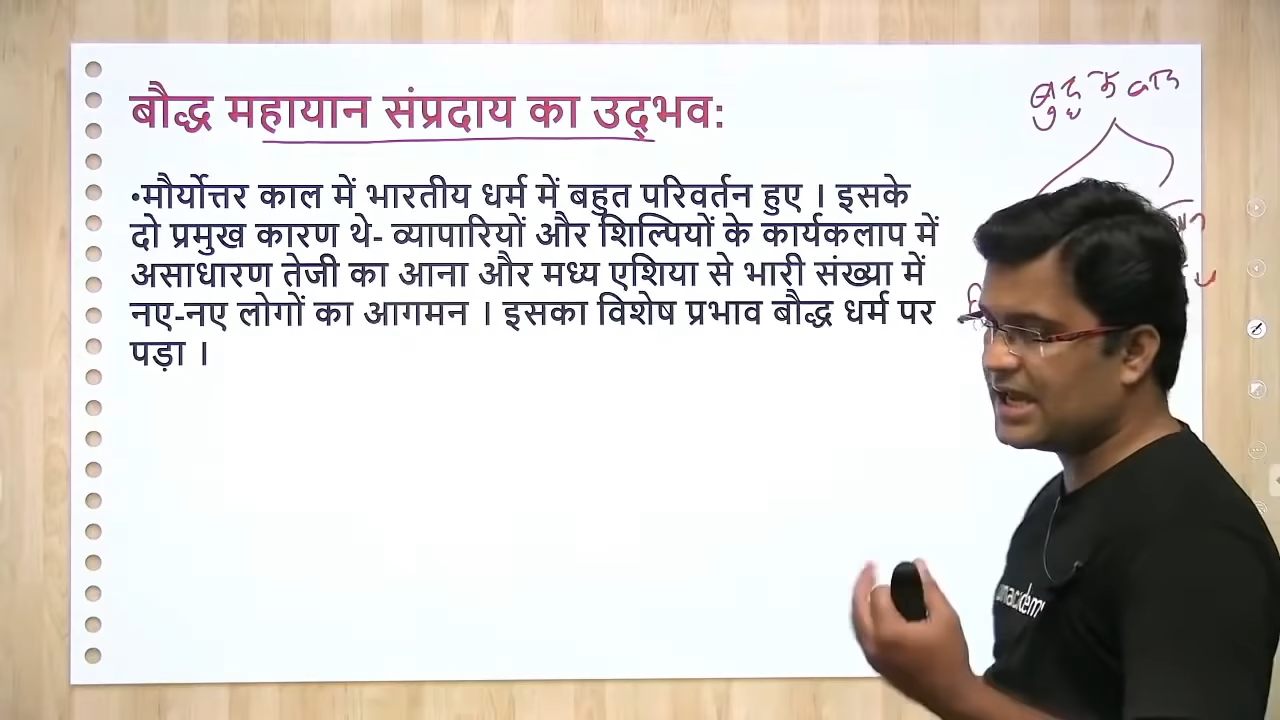 बौद्ध महायान संप्रदाय का उद्भव:
बुद्ध के बाद
•मौर्योत्तर काल में भारतीय धर्म में बहुत परिवर्तन हुए । इसके
दो प्रमुख कारण थे- व्यापारियों और शिल्पियों के कार्यकलाप में
असाधारण तेजी का आना और मध्य एशिया से भारी संख्या में
नए-नए लोगों का आगमन । इसका विशेष प्रभाव बौद्ध धर्म पर
पड़ा ।
unacademy